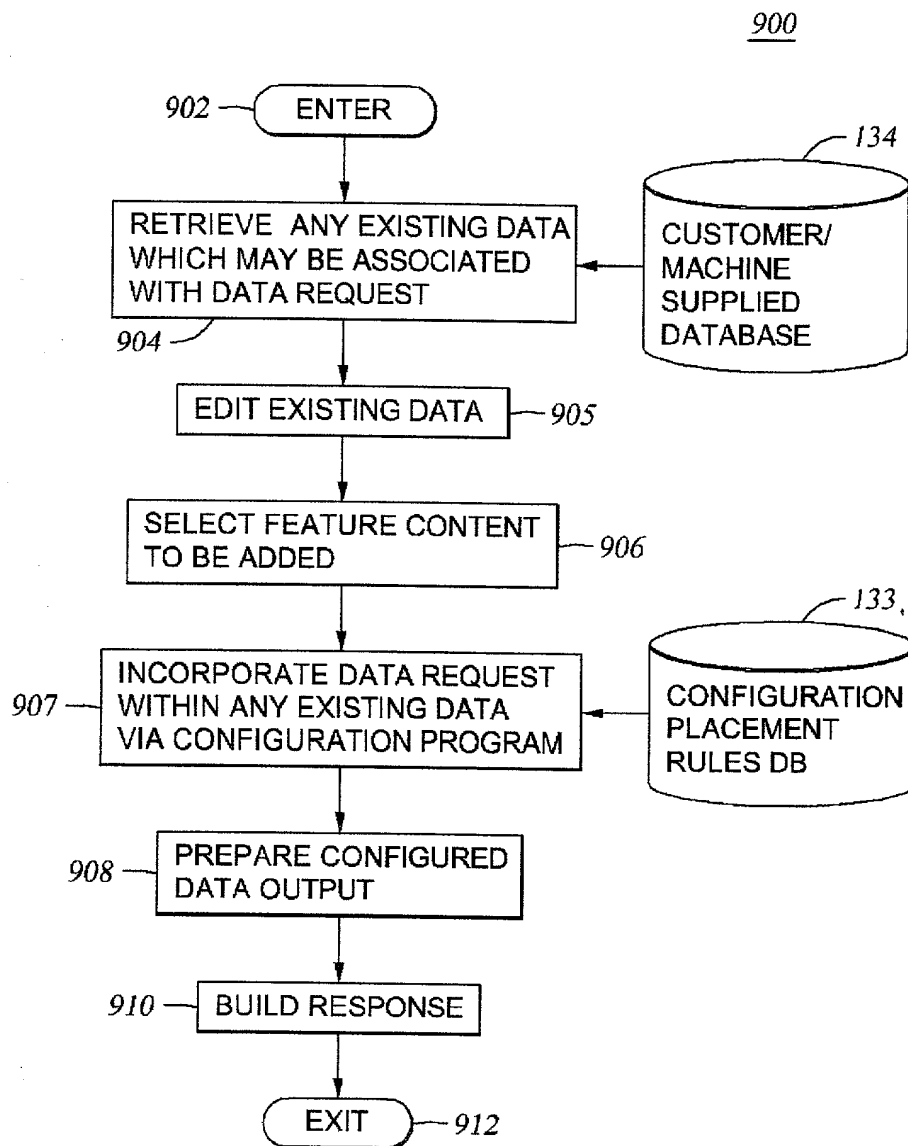 900
902
ENTER
134
RETRIEVE ANY EXISTING DATA
WHICH MAY BE ASSOCIATED
WITH DATA REQUEST
904
CUSTOMER/
MACHINE
SUPPLIED
DATABASE
EDIT EXISTING DATA
905
SELECT FEATURE CONTENT
TO BE ADDED
906
133
907
INCORPORATE DATA REQUEST
WITHIN ANY EXISTING DATA
VIA CONFIGURATION PROGRAM
CONFIGURATION
PLACEMENT
RULES DB
908
PREPARE CONFIGURED
DATA OUTPUT
910
BUILD RESPONSE
EXIT
912